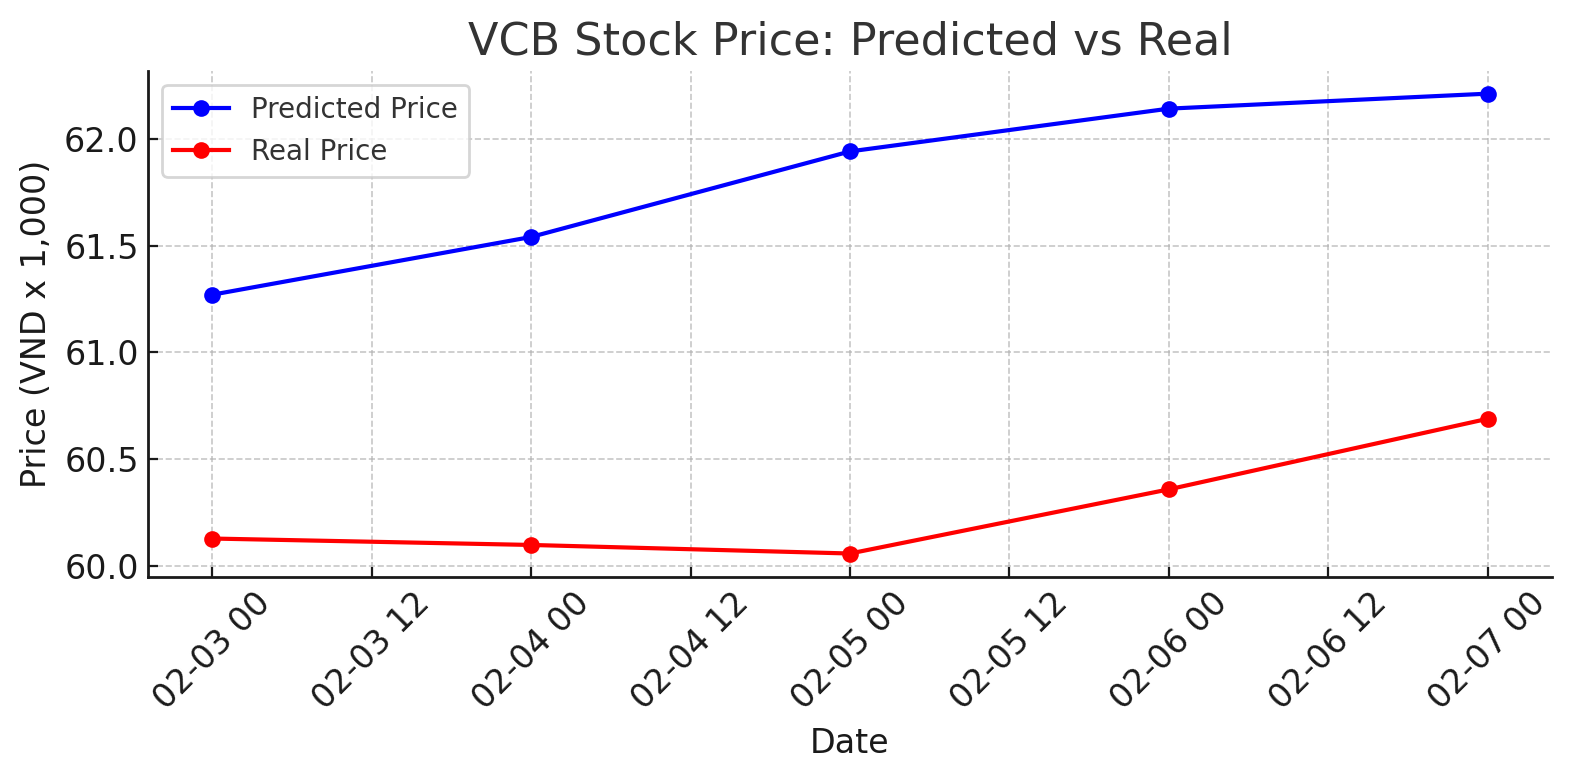 VCB Stock Price: Predicted vs Real
Predicted Price
Real Price
Price (VND x 1,000)
62.0
61.5
61.0
60.5
60.0
02-03 00
02-03 12
02-04 00
02-04 12
02-05 00
02-05 12
02-06 00
02-06 12
02-07 00
Date